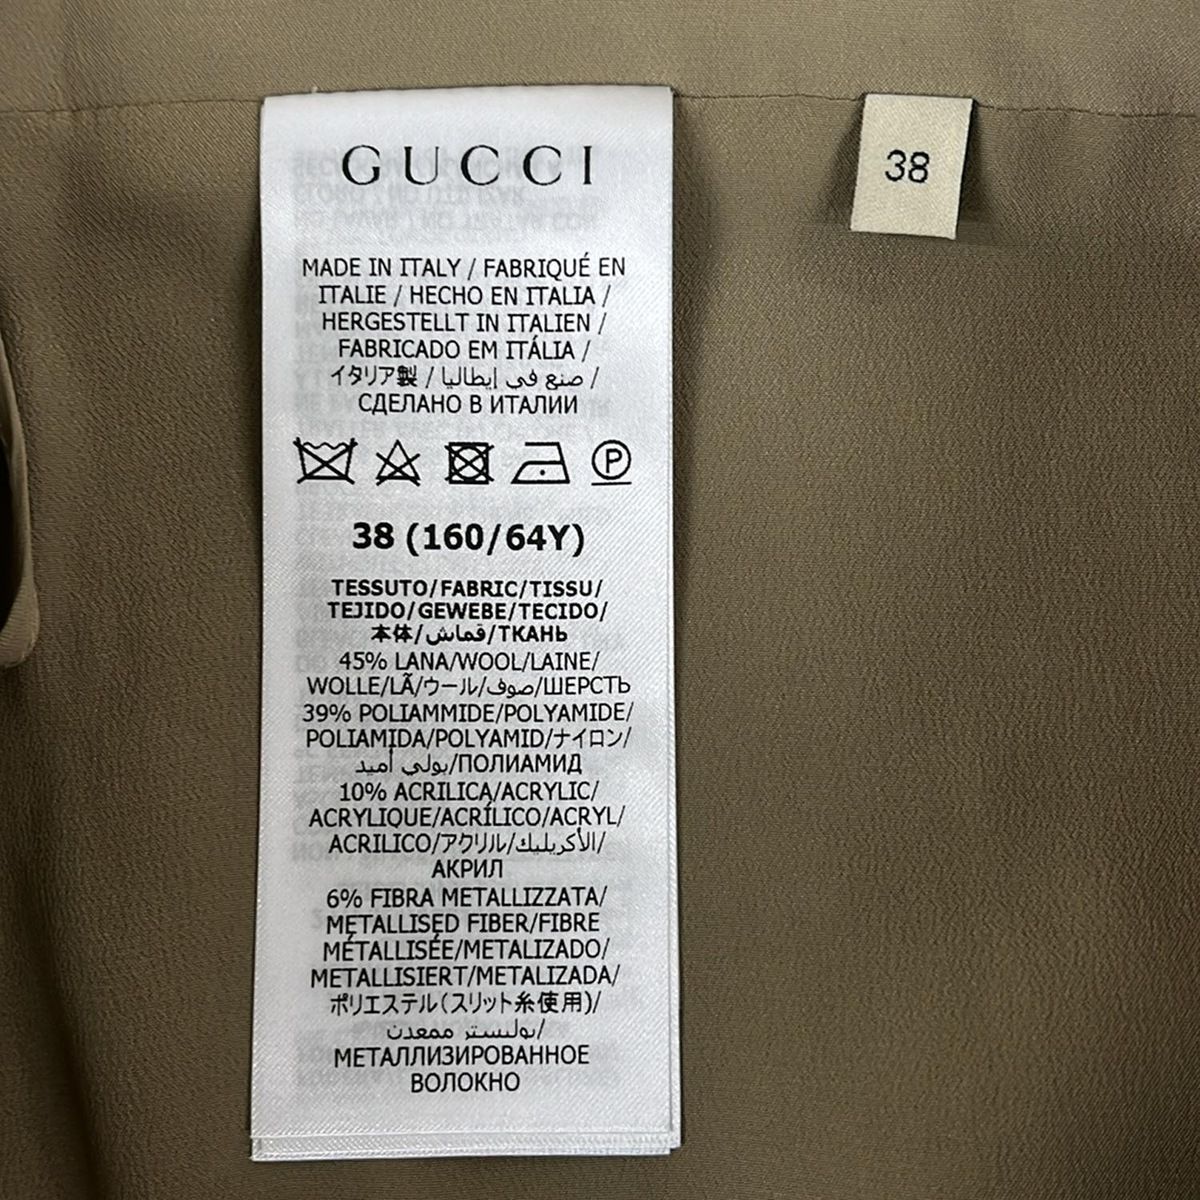 GUCCI
38
MADE IN ITALY / FABRIQUÉ EN
ITALIE / HECHO EN ITALIA /
HERGESTELLT IN ITALIEN /
FABRICADO EM ITÁLIA /
イタリア製 / صنع في إيطاليا /
СДЕЛАНО В ИТАЛИИ
P
38 (160/64Y)
TESSUTO/FABRIC/TISSU/
TEJIDO/GEWEBE/TECIDO/
本体/قماش/ТКАНЬ
45% LANA/WOOL/LAINE/
WOLLE/LÃ/ウール/صوف/ШЕРСТЬ
39% POLIAMMIDE/POLYAMIDE/
POLIAMIDA/POLYAMID/ナイロン/
بولي أميد/ПОЛИАМИД
10% ACRILICA/ACRYLIC/
ACRYLIQUE/ACRÍLICO/ACRYL/
ACRILICO/アクリル/الأكريليك/
АКРИЛ
6% FIBRA METALLIZZATA/
METALLISED FIBER/FIBRE
MÉTALLISÉE/METALIZADO/
METALLISIERT/METALIZADA/
ポリエステル(スリット糸使用)/
بوليستر ممعدن/
МЕТАЛЛИЗИРОВАННОЕ
ВОЛОКНО